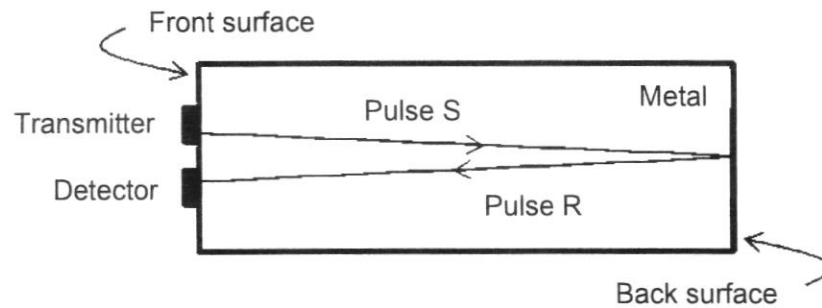 Front surface
Metal
Pulse S
Transmitter
Detector
Pulse R
Back surface